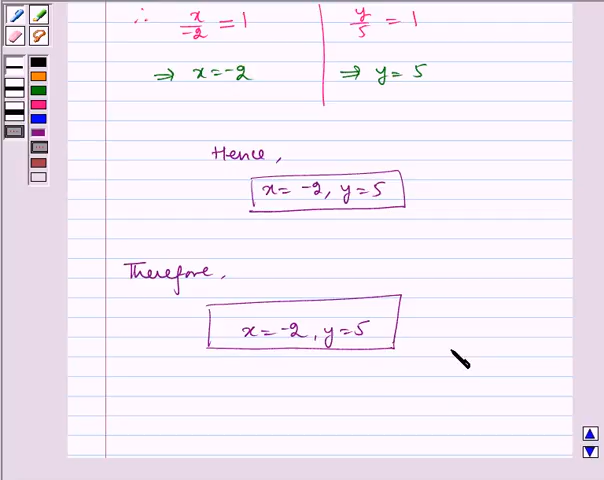 ∴ x/-2 = 1 | y/5 = 1
⇒ x = -2 | ⇒ y = 5
Hence,
x = -2, y = 5
Therefore,
x = -2, y = 5